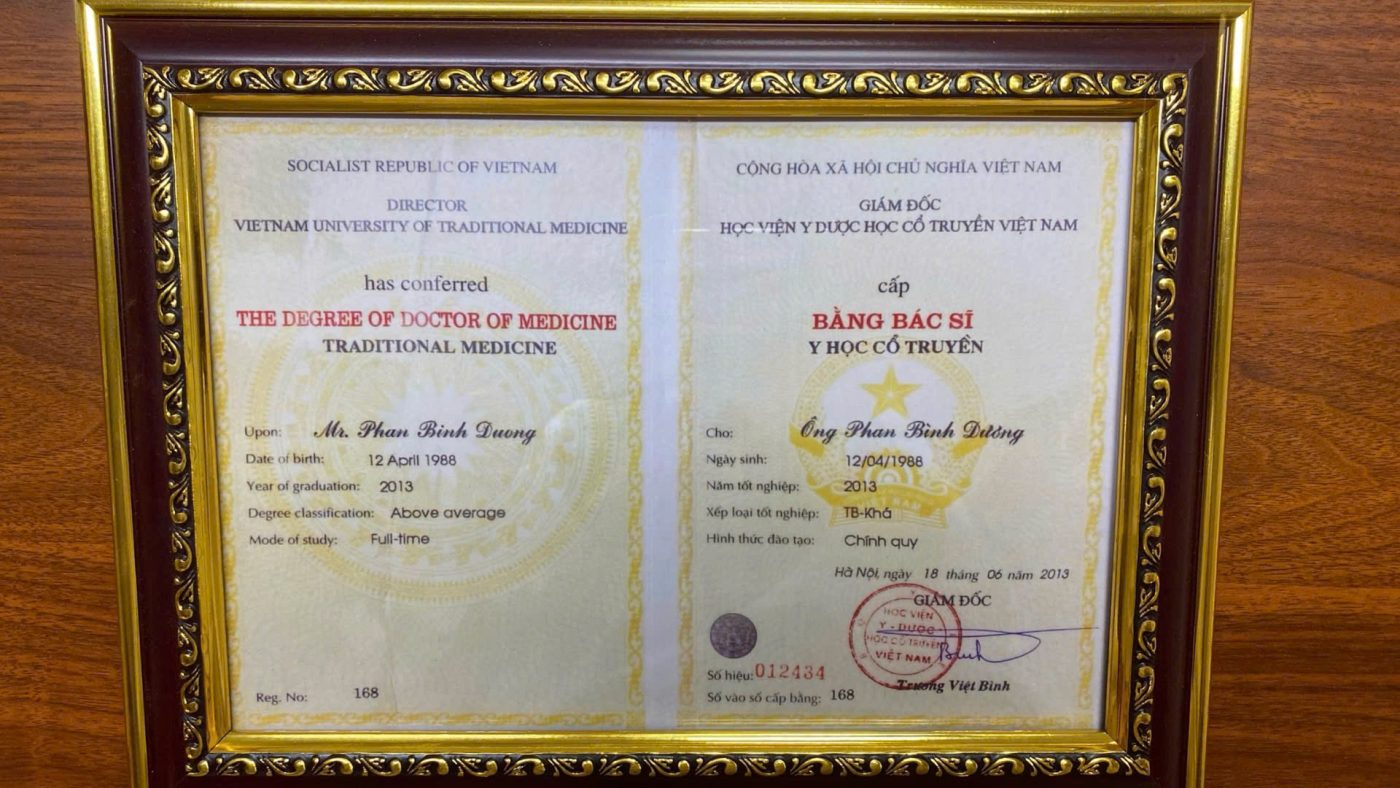 SOCIALIST REPUBLIC OF VIETNAM
DIRECTOR
VIETNAM UNIVERSITY OF TRADITIONAL MEDICINE
has conferred
THE DEGREE OF DOCTOR OF MEDICINE
TRADITIONAL MEDICINE
Upon: Mr. Phan Binh Duong
Date of birth: 12 April 1988
Year of graduation: 2013
Degree classification: Above average
Mode of study: Full-time
Reg. No: 168
CỘNG HÒA XÃ HỘI CHỦ NGHĨA VIỆT NAM
GIÁM ĐỐC
HỌC VIỆN Y DƯỢC HỌC CỔ TRUYỀN VIỆT NAM
cấp
BẰNG BÁC SĨ
Y HỌC CỔ TRUYỀN
Cho: Ông Phan Bình Dương
Ngày sinh: 12/04/1988
Năm tốt nghiệp: 2013
Xếp loại tốt nghiệp: TB-Khá
Hình thức đào tạo: Chính quy
Hà Nội, ngày 18 tháng 06 năm 2013
GIÁM ĐỐC
HỌC VIỆN
Y - DƯỢC
HỌC CỔ TRUYỀN
VIỆT NAM
Trương Việt Bình
Số hiệu: 012434
Số vào sổ cấp bằng: 168